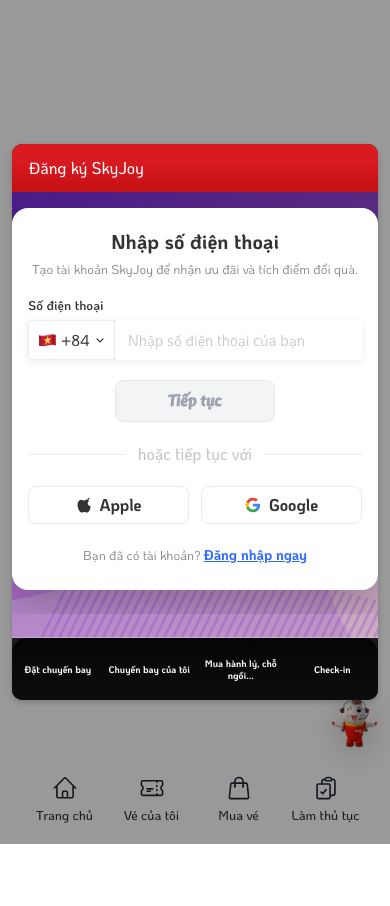 Đăng ký SkyJoy
Nhập số điện thoại
Tạo tài khoản SkyJoy để nhận ưu đãi và tích điểm đổi quà.
Số điện thoại
+84
Nhập số điện thoại của bạn
Tiếp tục
hoặc tiếp tục với
Apple
Google
Bạn đã có tài khoản? Đăng nhập ngay
Đặt chuyến bay
Chuyến bay của tôi
Mua hành lý, chỗ
ngồi...
Check-in
Trang chủ
Vé của tôi
Mua vé
Làm thủ tục